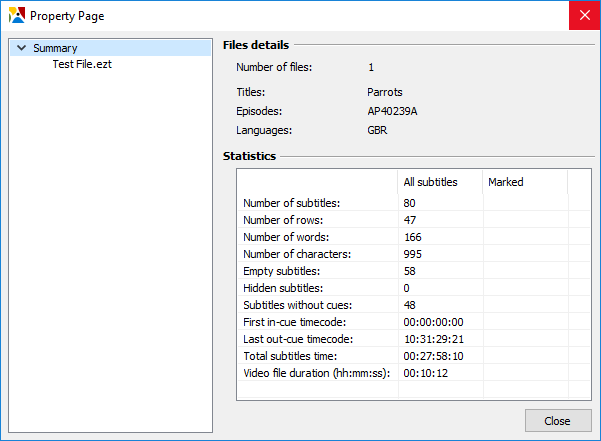 Property Page
Summary
Test File.ezt
Files details
Number of files: 1
Titles: Parrots
Episodes: AP40239A
Languages: GBR
Statistics
All subtitles Marked
Number of subtitles: 80
Number of rows: 47
Number of words: 166
Number of characters: 995
Empty subtitles: 58
Hidden subtitles: 0
Subtitles without cues: 48
First in-cue timecode: 00:00:00:00
Last out-cue timecode: 10:31:29:21
Total subtitles time: 00:27:58:10
Video file duration (hh:mm:ss): 00:10:12
Close